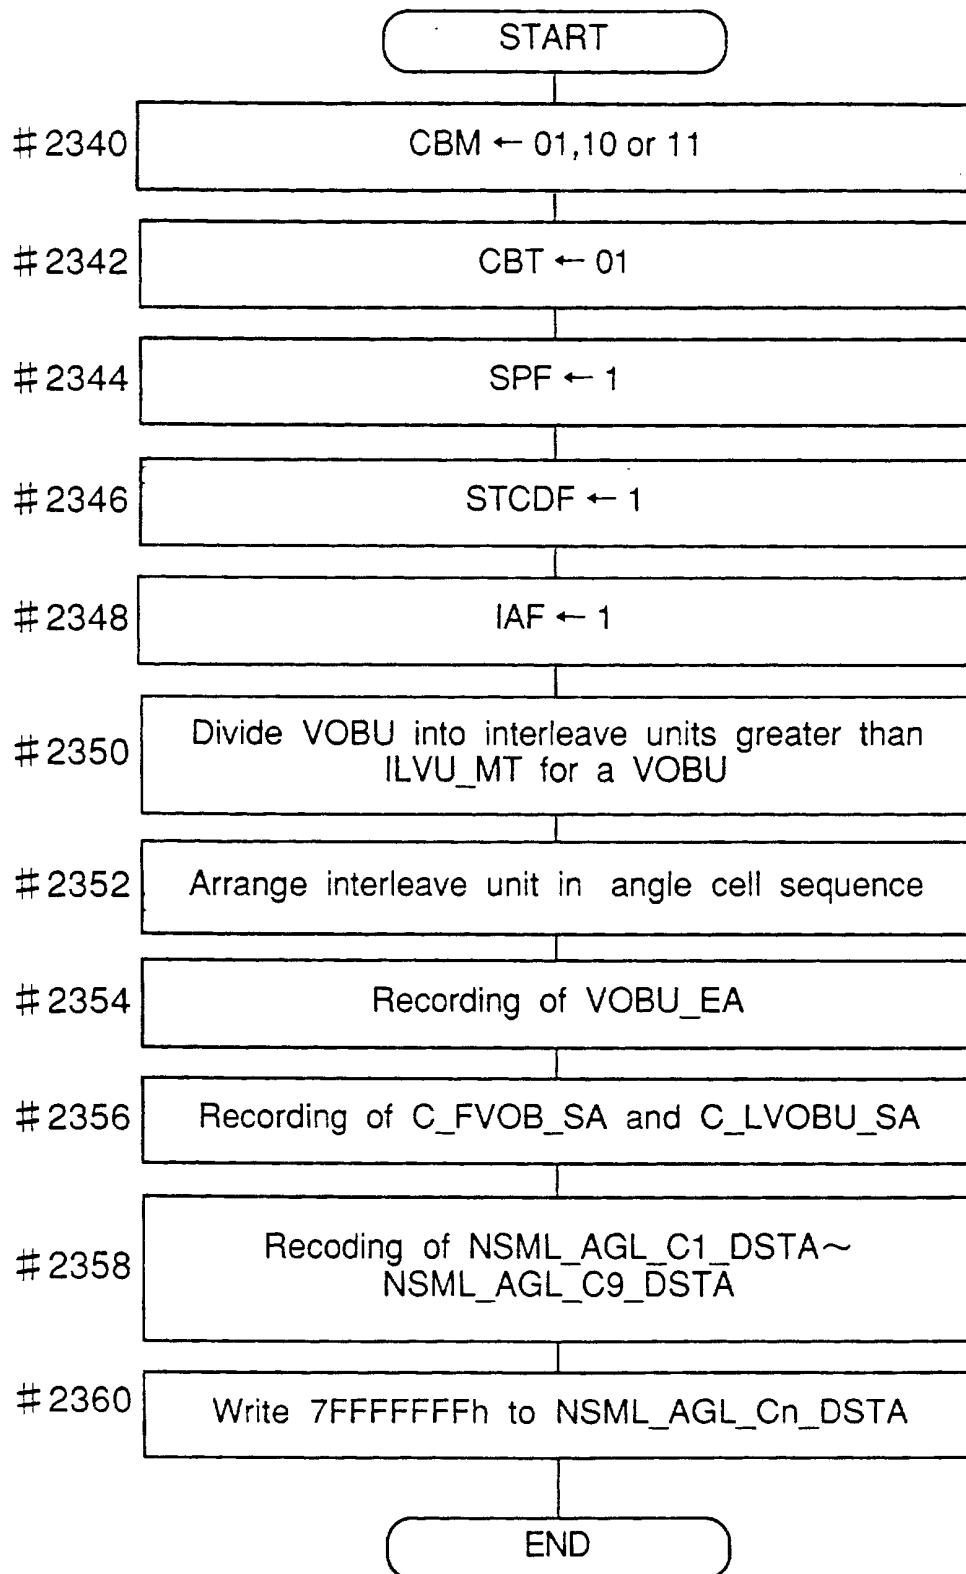 START
#2340 CBM ← 01,10 or 11
#2342 CBT ← 01
#2344 SPF ← 1
#2346 STCDF ← 1
#2348 IAF ← 1
#2350 Divide VOBU into interleave units greater than
ILVU_MT for a VOBU
#2352 Arrange interleave unit in angle cell sequence
#2354 Recording of VOBU_EA
#2356 Recording of C_FVOB_SA and C_LVOBU_SA
#2358 Recoding of NSML_AGL_C1_DSTA~
NSML_AGL_C9_DSTA
#2360 Write 7FFFFFFFh to NSML_AGL_Cn_DSTA
END